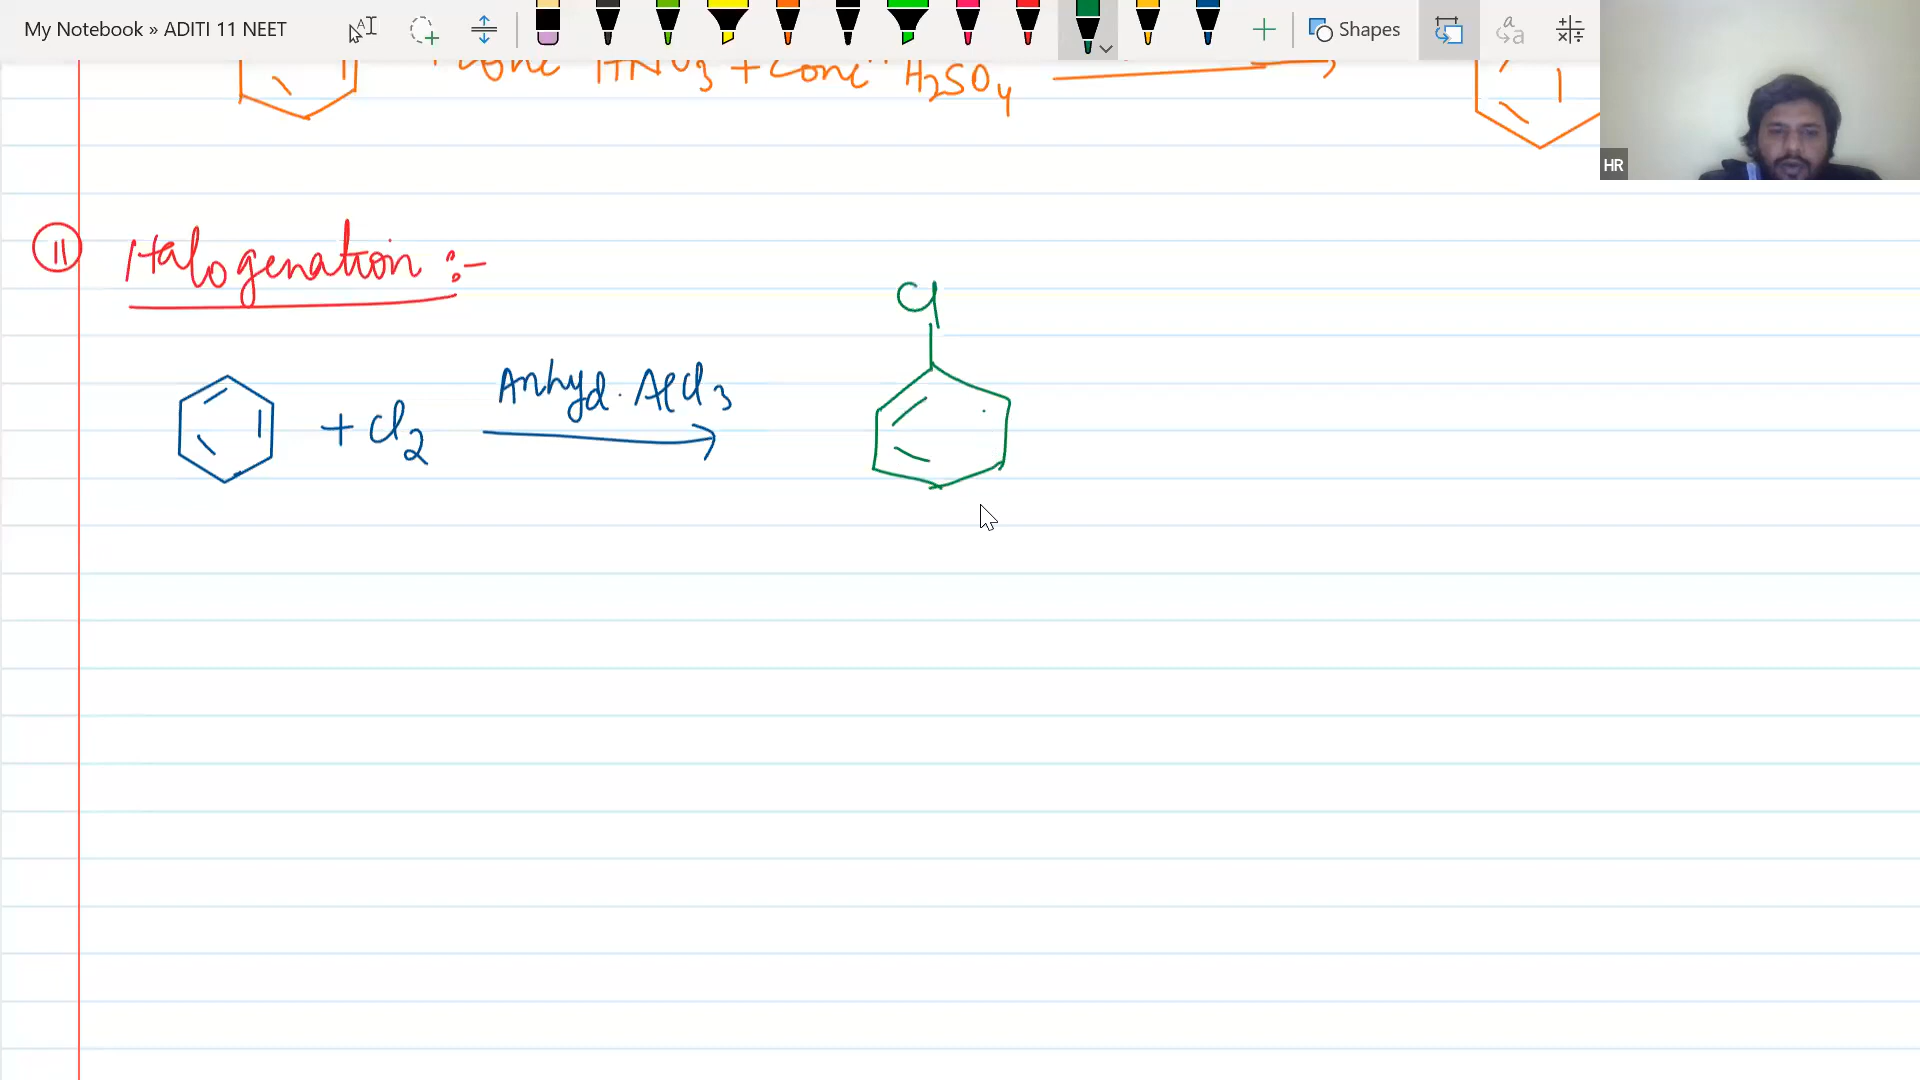 My Notebook » ADITI 11 NEET
Shapes
+ conc HNO3 + conc. H2SO4
HR
11 Halogenation :-
Cl
+ Cl2 Anhyd. AlCl3